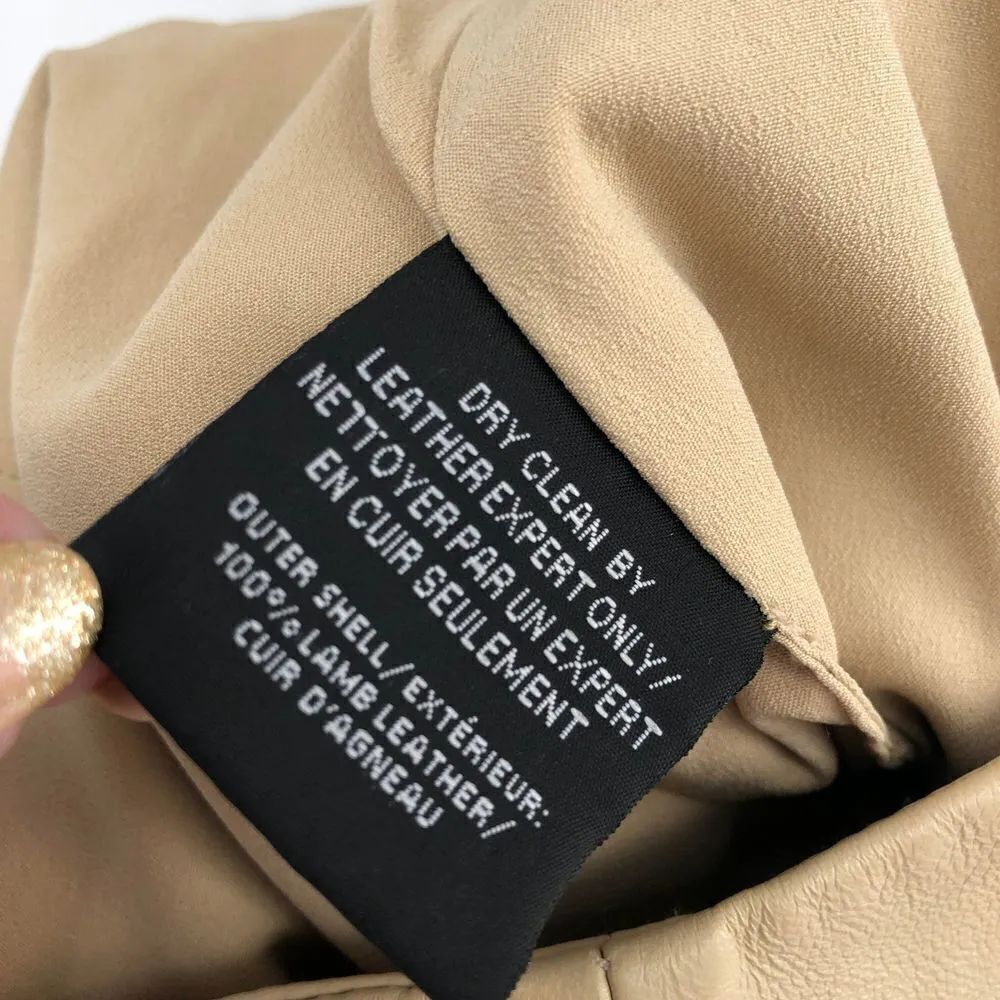 DRY CLEAN BY
LEATHER EXPERT ONLY/
NETTOYER PAR UN EXPERT
EN CUIR SEULEMENT
OUTER SHELL/EXTÉRIEUR:
100% LAMB LEATHER/
CUIR D'AGNEAU